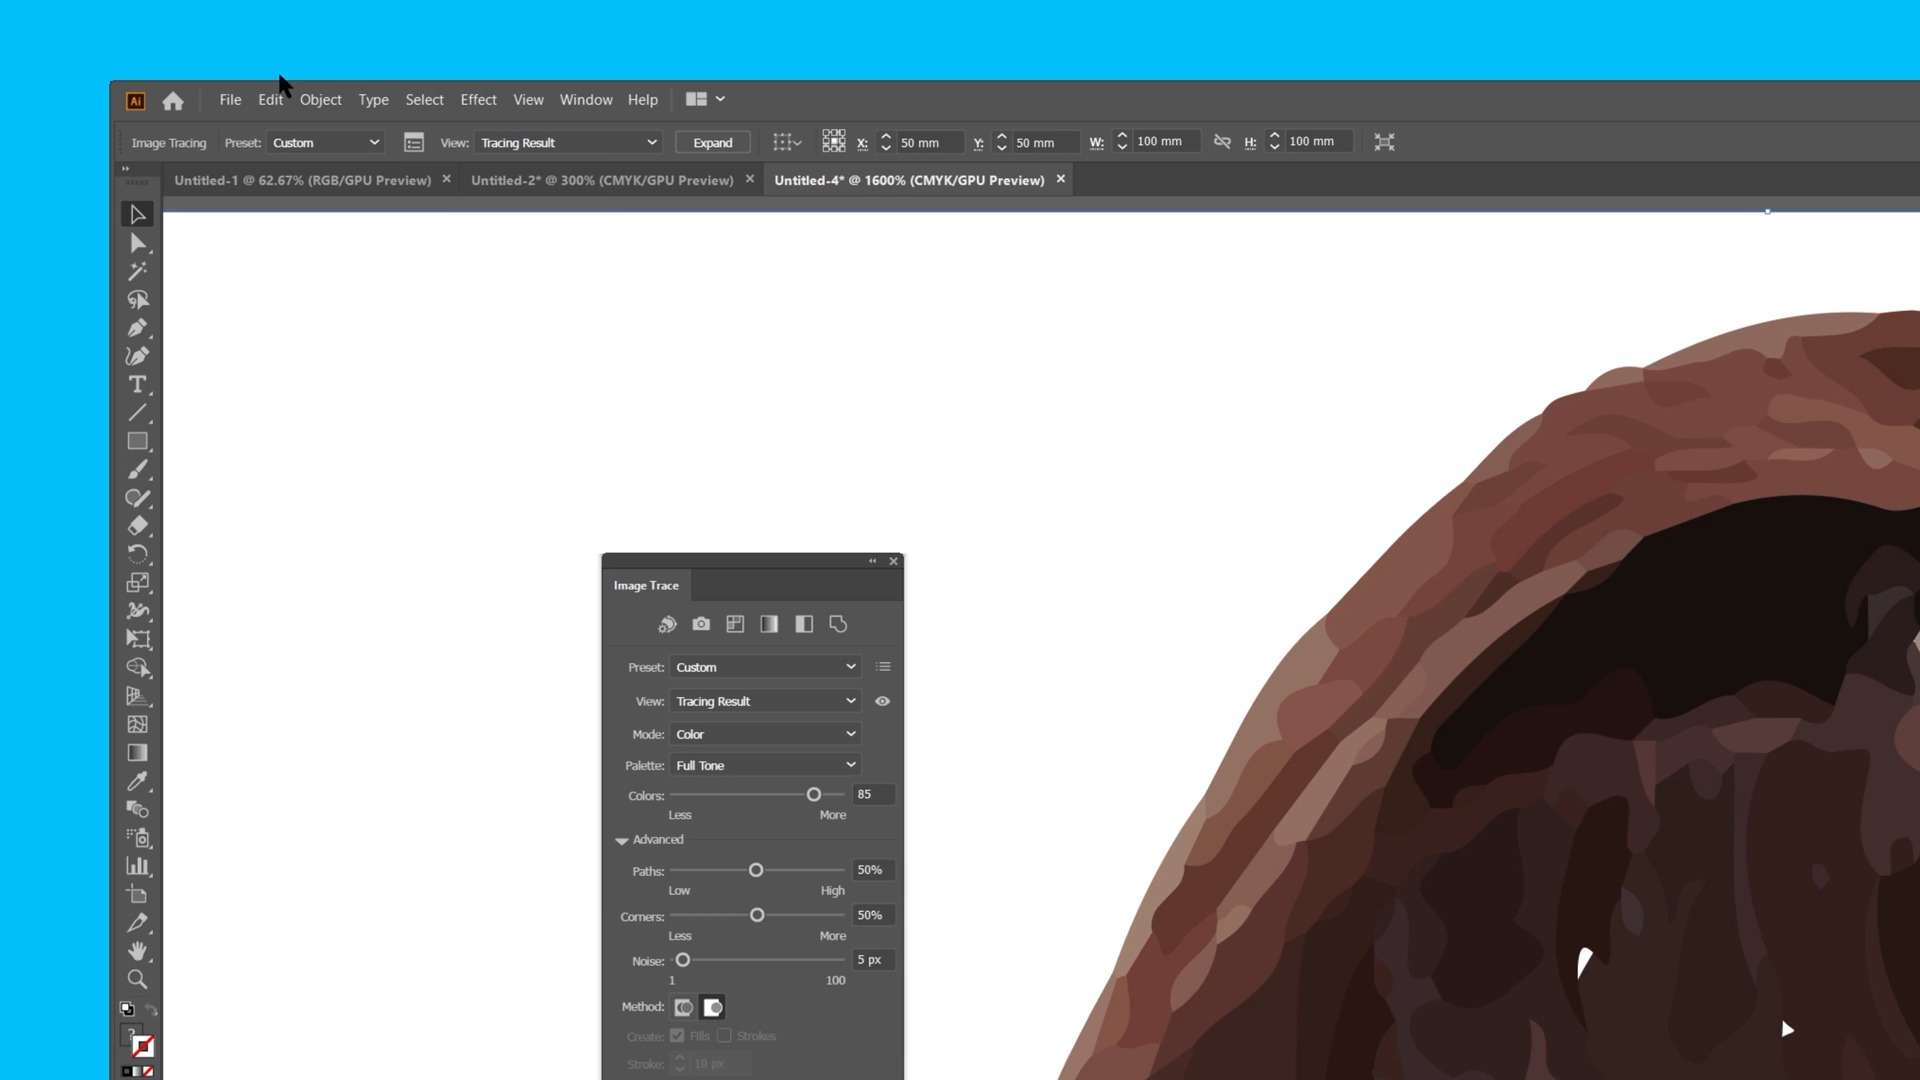 Ai File Edit Object Type Select Effect View Window Help
Image Tracing Preset: Custom View: Tracing Result Expand X: 50 mm Y: 50 mm W: 100 mm H: 100 mm
Untitled-1 @ 62.67% (RGB/GPU Preview) Untitled-2* @ 300% (CMYK/GPU Preview) Untitled-4* @ 1600% (CMYK/GPU Preview)
Image Trace
Preset: Custom
View: Tracing Result
Mode: Color
Palette: Full Tone
Colors: 85
Less More
Advanced
Paths: 50%
Low High
Corners: 50%
Less More
Noise: 5 px
1 100
Method:
Create: Fills Strokes
Stroke: 10 px
?